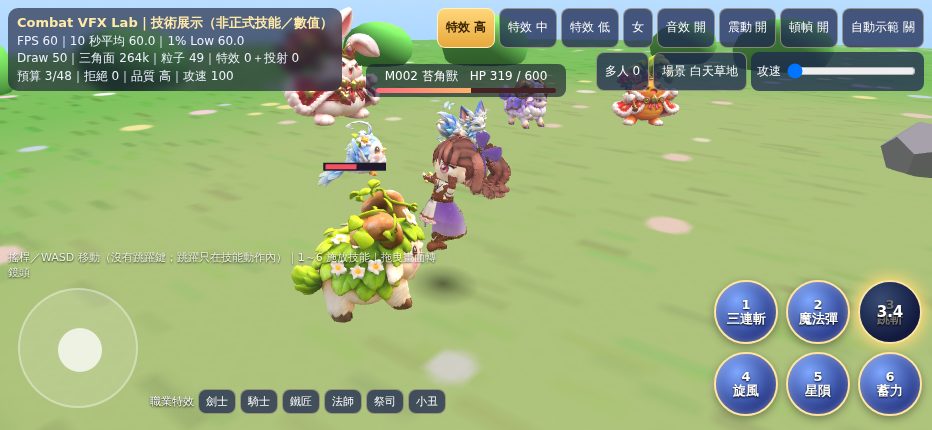 Combat VFX Lab｜技術展示（非正式技能／數值）
FPS 60｜10 秒平均 60.0｜1% Low 60.0
Draw 50｜三角面 264k｜粒子 49｜特效 0＋投射 0
預算 3/48｜拒絕 0｜品質 高｜攻速 100
特效 高
特效 中
特效 低
女
音效 開
震動 開
頓幀 開
自動示範 關
多人 0
場景 白天草地
攻速
M002 苔角獸 HP 319 / 600
搖桿／WASD 移動（沒有跳躍鍵；跳躍只在技能動作內）｜1～6 施放技能｜拖曳畫面轉
鏡頭
1
三連斬
2
魔法彈
3
跳斬
3.4
4
旋風
5
星隕
6
蓄力
職業特效
劍士
騎士
鐵匠
法師
祭司
小丑